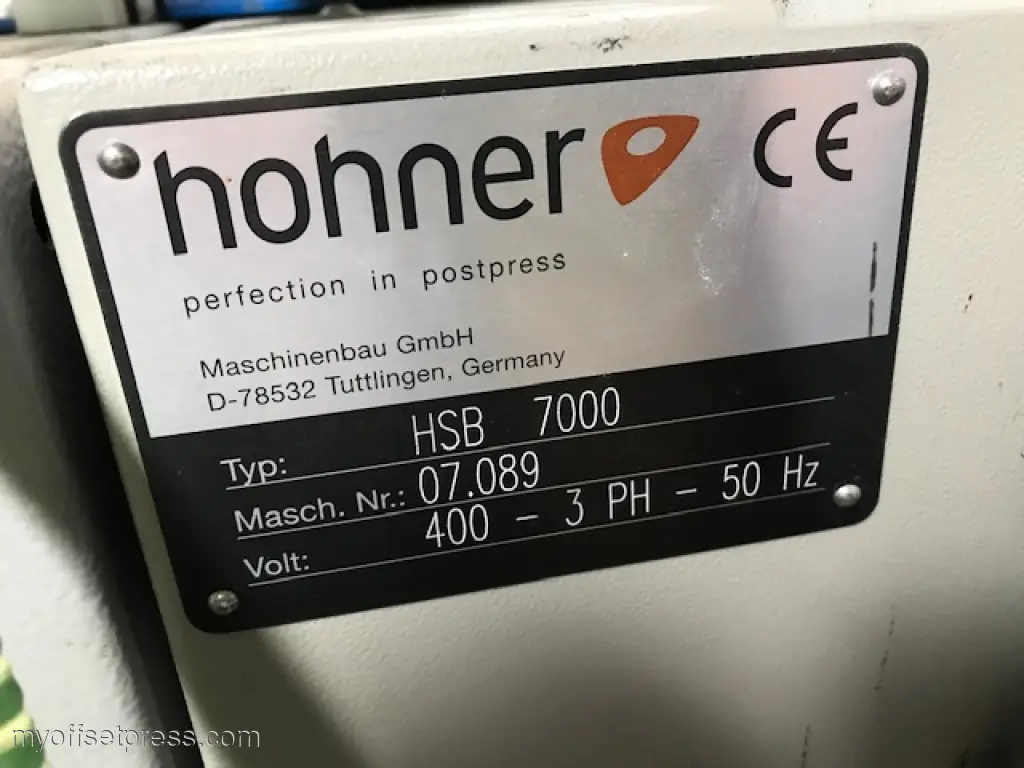 hohner CE
perfection in postpress
Maschinenbau GmbH
D-78532 Tuttlingen, Germany
Typ: HSB 7000
Masch. Nr.: 07.089
Volt: 400 - 3 PH - 50 Hz
myoffsetpress.com